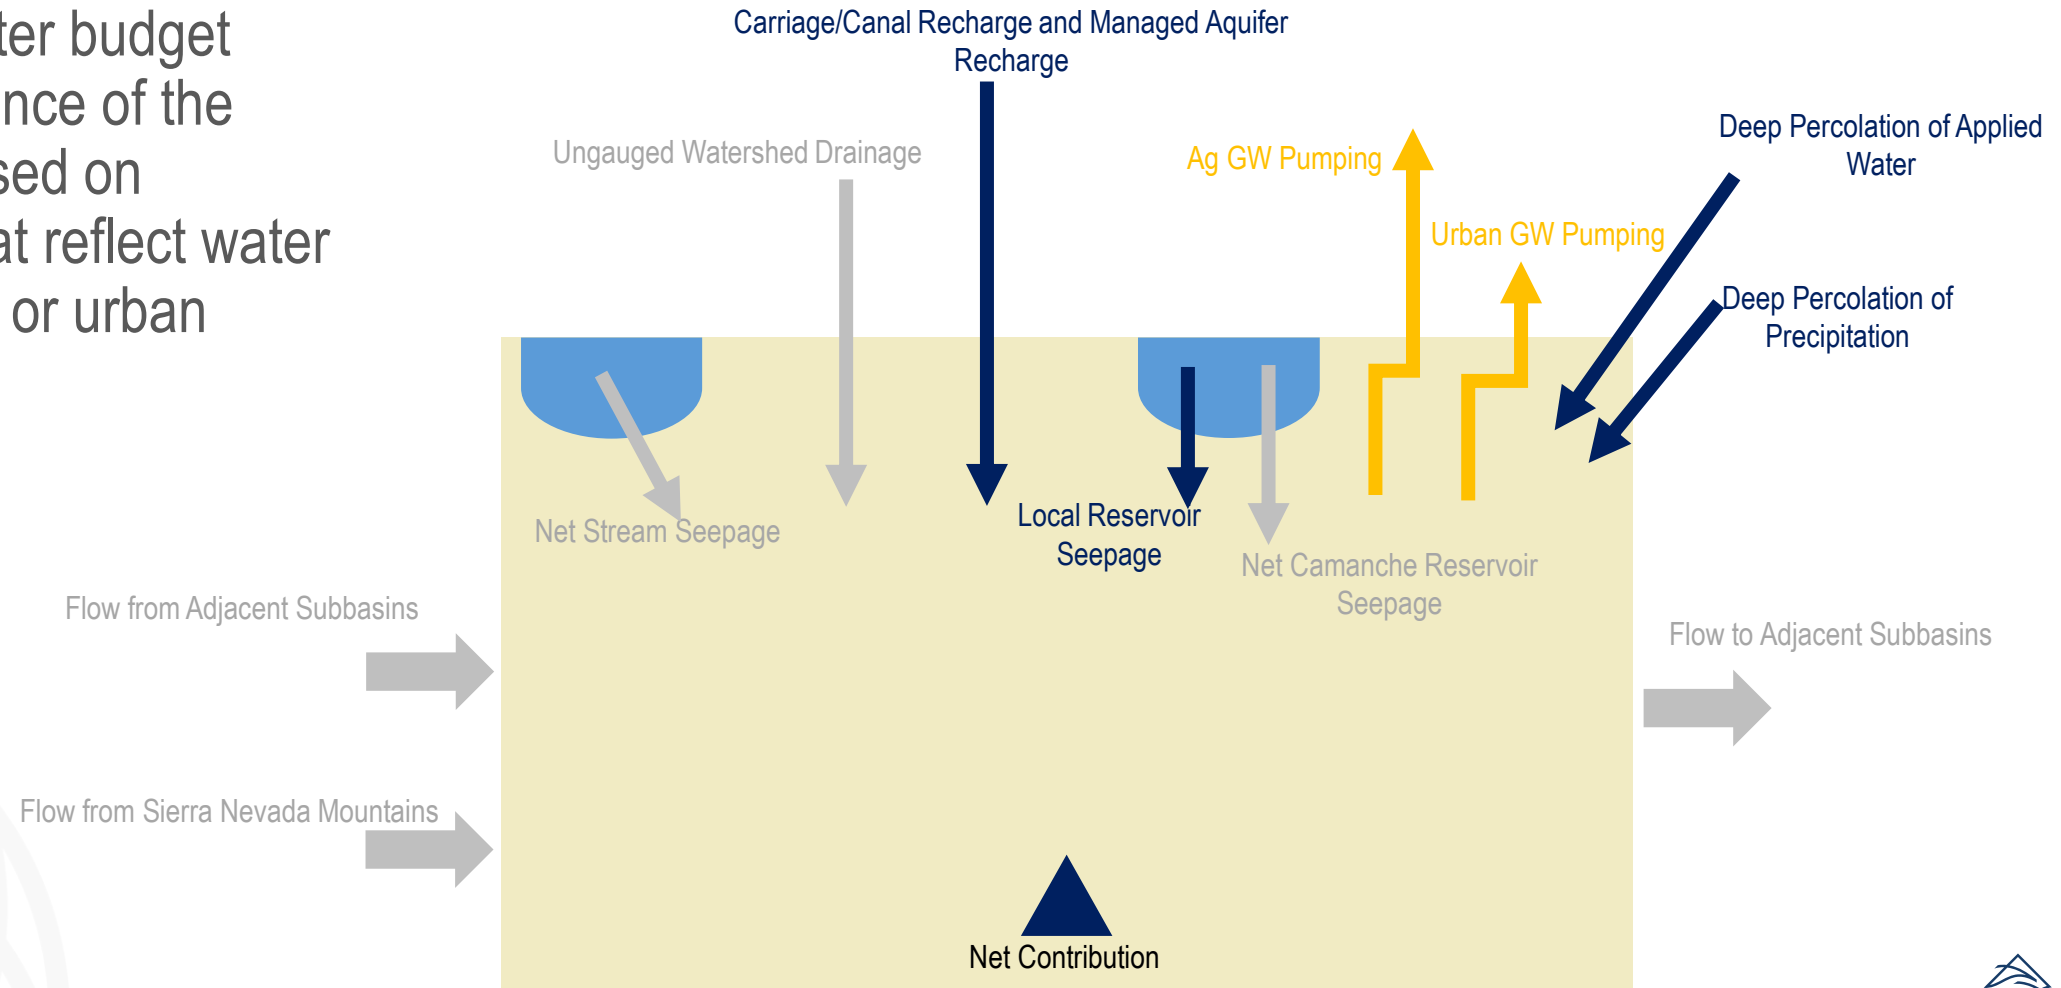 ter budget
nce of the
sed on
at reflect water
or urban
Carriage/Canal Recharge and Managed Aquifer
Recharge
Ungauged Watershed Drainage
Ag GW Pumping
Deep Percolation of Applied
Water
Urban GW Pumping
Deep Percolation of
Precipitation
Net Stream Seepage
Local Reservoir
Seepage
Net Camanche Reservoir
Seepage
Flow from Adjacent Subbasins
Flow to Adjacent Subbasins
Flow from Sierra Nevada Mountains
Net Contribution